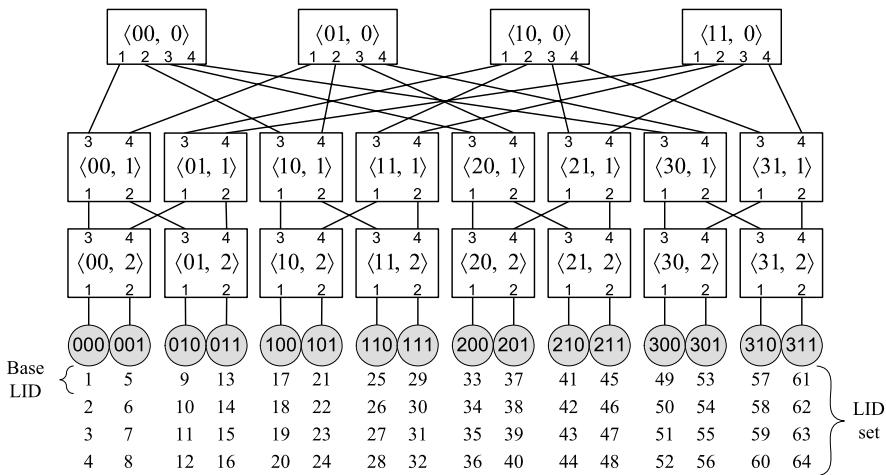 ⟨00, 0⟩ ⟨01, 0⟩ ⟨10, 0⟩ ⟨11, 0⟩
1 2 3 4 1 2 3 4 1 2 3 4 1 2 3 4
3 4 3 4 3 4 3 4 3 4 3 4 3 4 3 4
⟨00, 1⟩ ⟨01, 1⟩ ⟨10, 1⟩ ⟨11, 1⟩ ⟨20, 1⟩ ⟨21, 1⟩ ⟨30, 1⟩ ⟨31, 1⟩
1 2 1 2 1 2 1 2 1 2 1 2 1 2 1 2
3 4 3 4 3 4 3 4 3 4 3 4 3 4 3 4
⟨00, 2⟩ ⟨01, 2⟩ ⟨10, 2⟩ ⟨11, 2⟩ ⟨20, 2⟩ ⟨21, 2⟩ ⟨30, 2⟩ ⟨31, 2⟩
1 2 1 2 1 2 1 2 1 2 1 2 1 2 1 2
000 001 010 011 100 101 110 111 200 201 210 211 300 301 310 311
Base
LID
1 5 9 13 17 21 25 29 33 37 41 45 49 53 57 61
2 6 10 14 18 22 26 30 34 38 42 46 50 54 58 62
3 7 11 15 19 23 27 31 35 39 43 47 51 55 59 63
4 8 12 16 20 24 28 32 36 40 44 48 52 56 60 64
LID
set